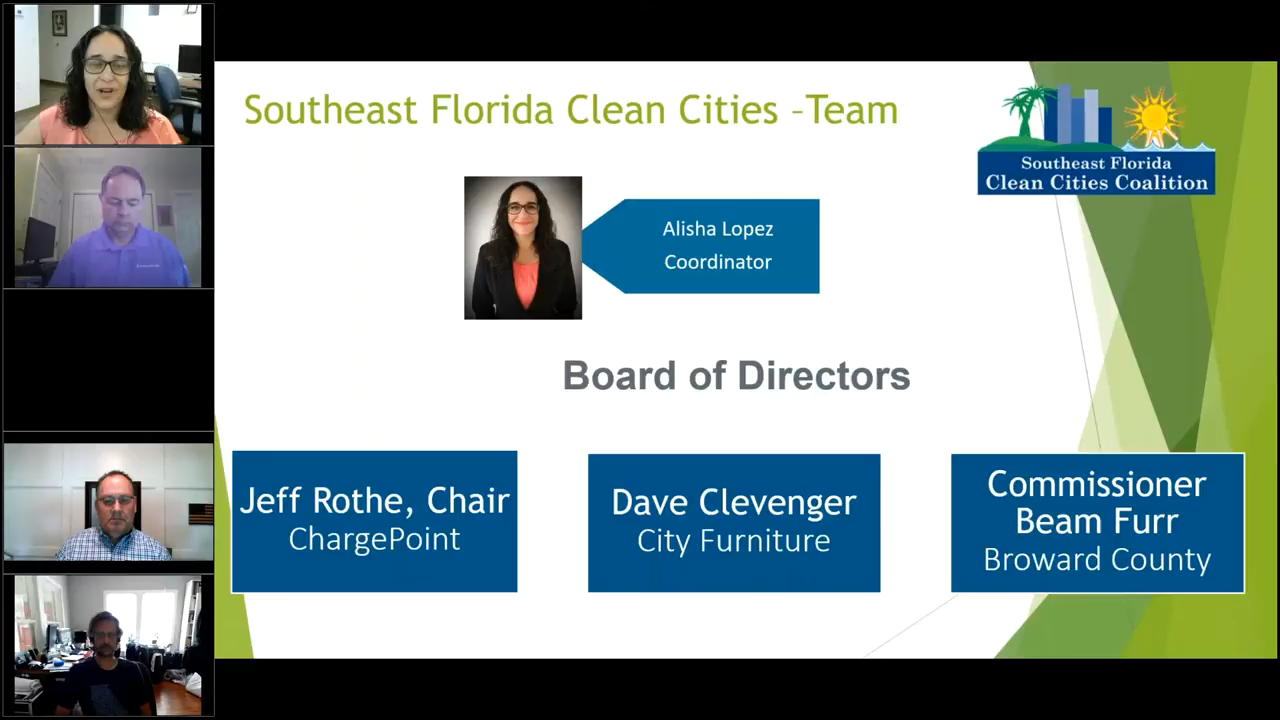 Southeast Florida Clean Cities –Team
Southeast Florida
Clean Cities Coalition
Alisha Lopez
Coordinator
Board of Directors
Jeff Rothe, Chair
ChargePoint
Dave Clevenger
City Furniture
Commissioner
Beam Furr
Broward County